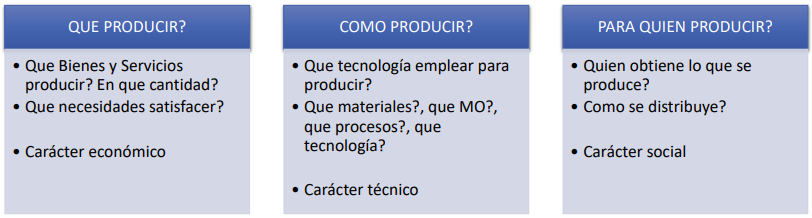 QUE PRODUCIR?
• Que Bienes y Servicios
producir? En que cantidad?
• Que necesidades satisfacer?
• Carácter económico
COMO PRODUCIR?
• Que tecnología emplear para
producir?
• Que materiales?, que MO?,
que procesos?, que
tecnología?
• Carácter técnico
PARA QUIEN PRODUCIR?
• Quien obtiene lo que se
produce?
• Como se distribuye?
• Carácter social